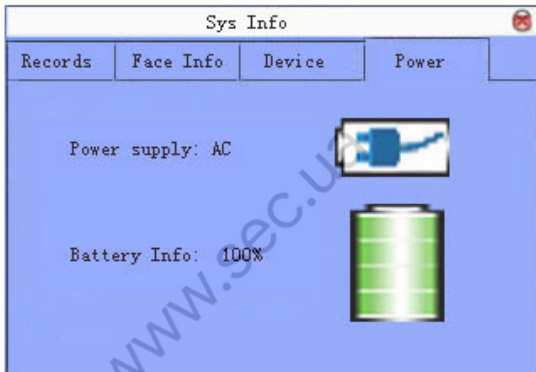 Sys Info
Records Face Info Device Power
Power supply: AC
Battery Info: 100%
www.sec.ua